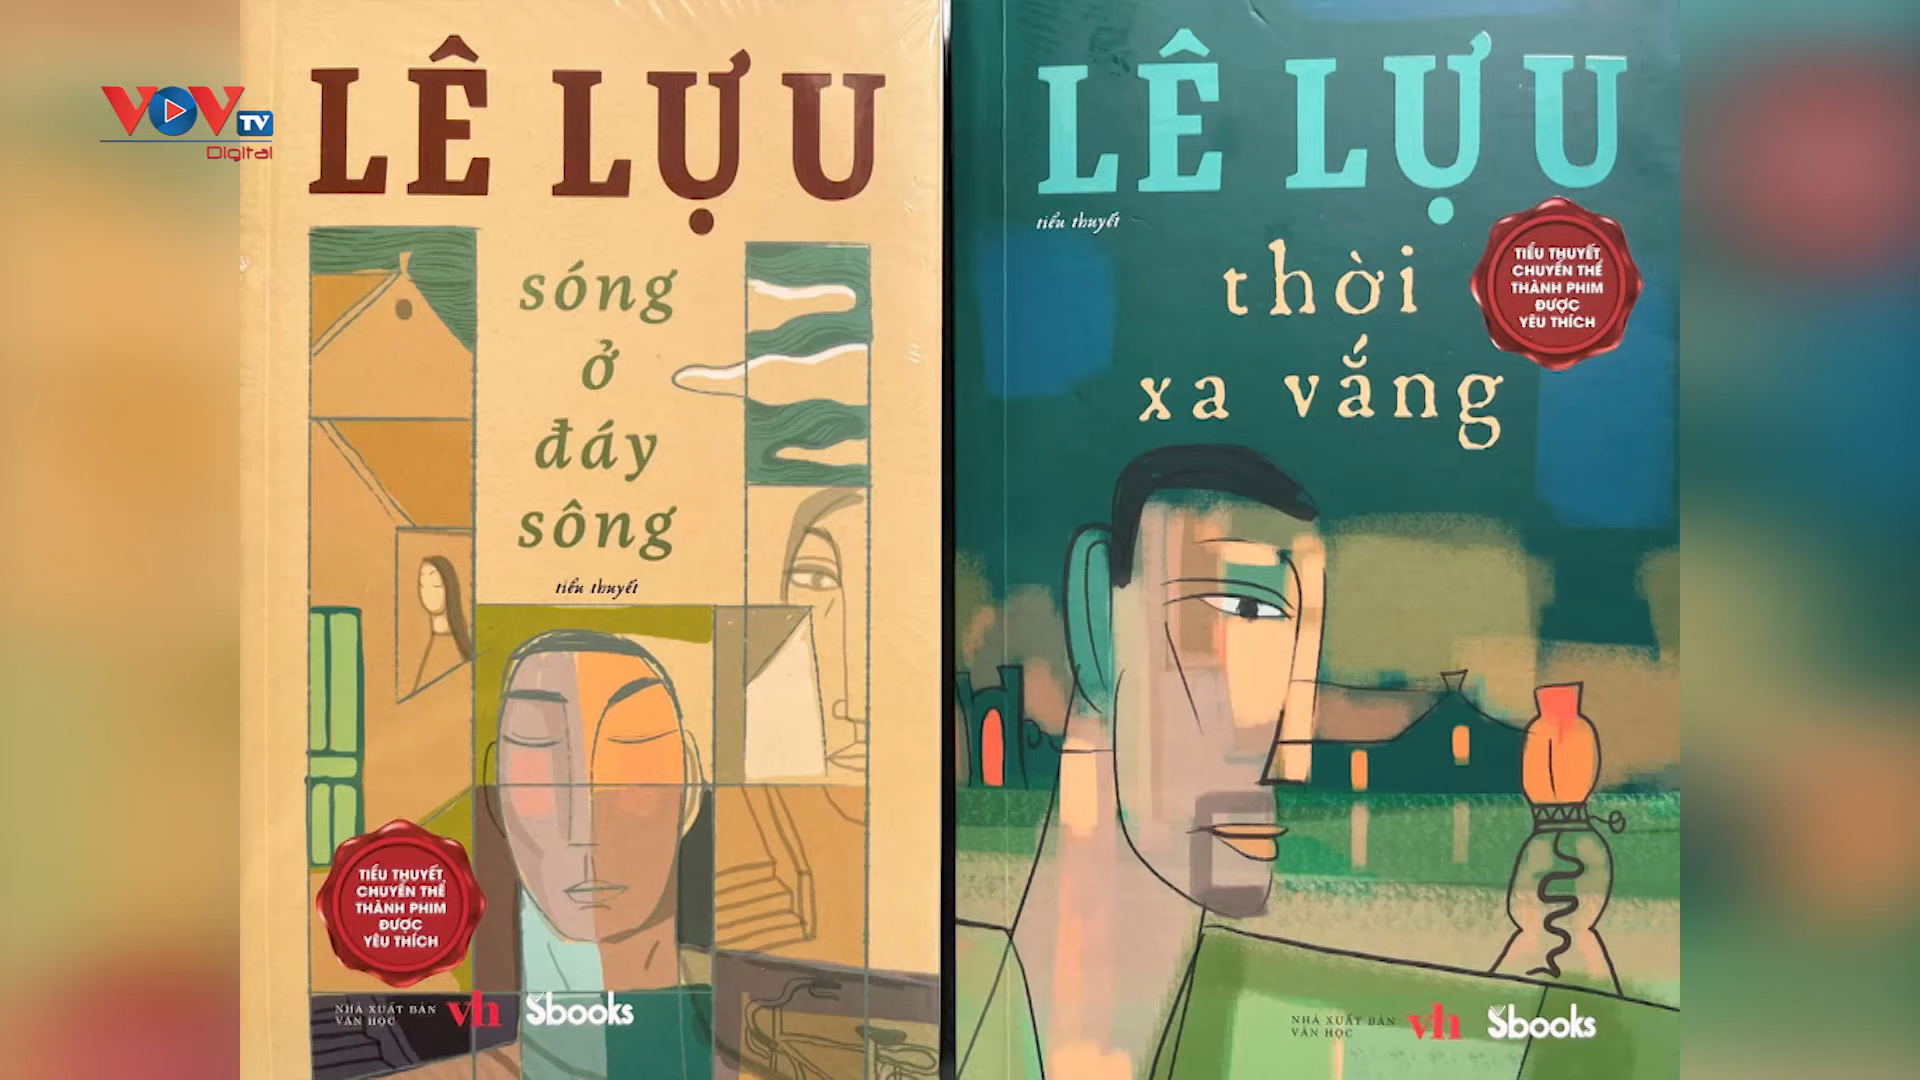 VOV TV
Digital
LÊ LỰU
sóng
ở
đáy
sông
tiểu thuyết
TIỂU THUYẾT
CHUYỂN THỂ
THÀNH PHIM
ĐƯỢC
YÊU THÍCH
NHÀ XUẤT BẢN
VĂN HỌC
vh
Sbooks
LÊ LỰU
tiểu thuyết
thời
xa vắng
TIỂU THUYẾT
CHUYỂN THỂ
THÀNH PHIM
ĐƯỢC
YÊU THÍCH
NHÀ XUẤT BẢN
VĂN HỌC
vh
Sbooks